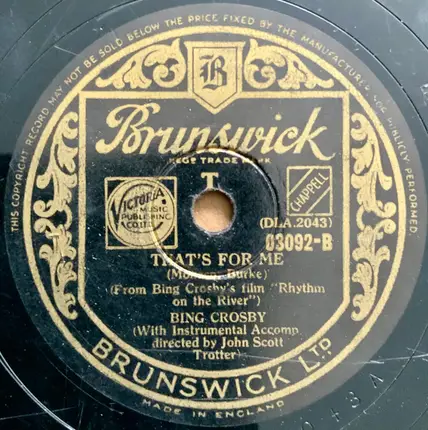 THIS COPYRIGHT RECORD MAY NOT BE SOLD BELOW THE PRICE FIXED BY THE MANUFACTURERS NOR PUBLICLY PERFORMED.
B
Brunswick
REGD TRADE MARK
T
VICTORIA
MUSIC
PUBLISHING
CO. LTD.
CHAPPELL
(DLA.2043)
03092-B
THAT'S FOR ME
Burke)
(From Bing Crosby's film "Rhythm
on the River")
BING CROSBY
(With Instrumental Accomp.
directed by John Scott
Trotter)
BRUNSWICK LTD.
MADE IN ENGLAND
043A